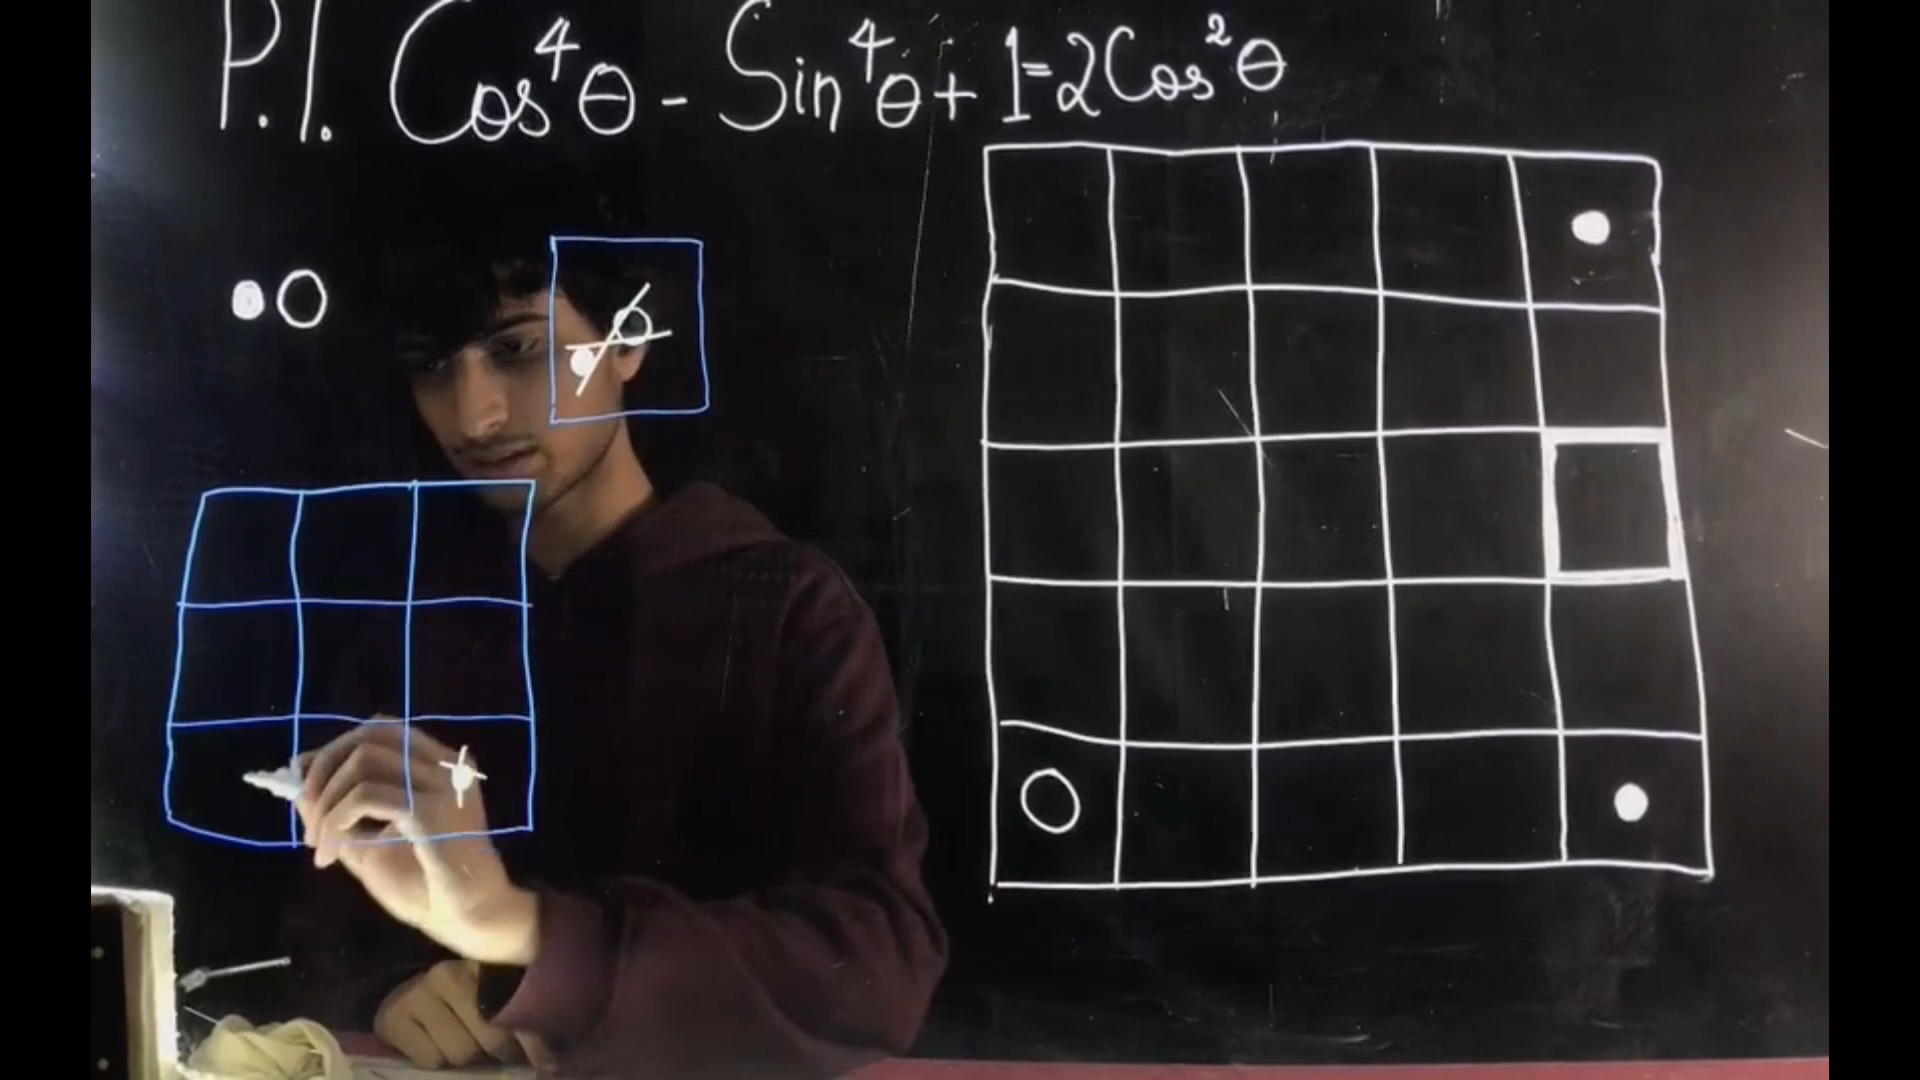 P.T. Cos⁴θ - Sin⁴θ + 1 = 2Cos²θ